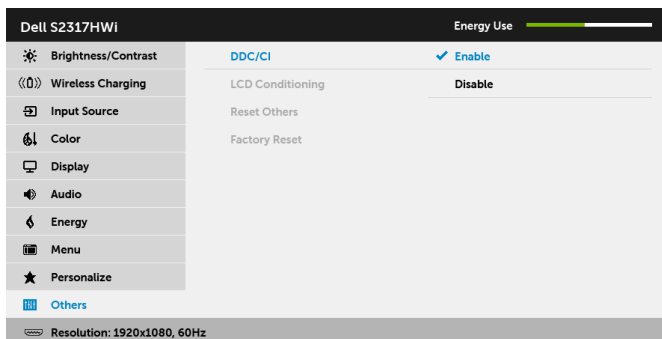 Dell S2317HWi Energy Use
Brightness/Contrast DDC/CI Enable
Wireless Charging LCD Conditioning Disable
Input Source Reset Others
Color Factory Reset
Display
Audio
Energy
Menu
Personalize
Others
Resolution: 1920x1080, 60Hz